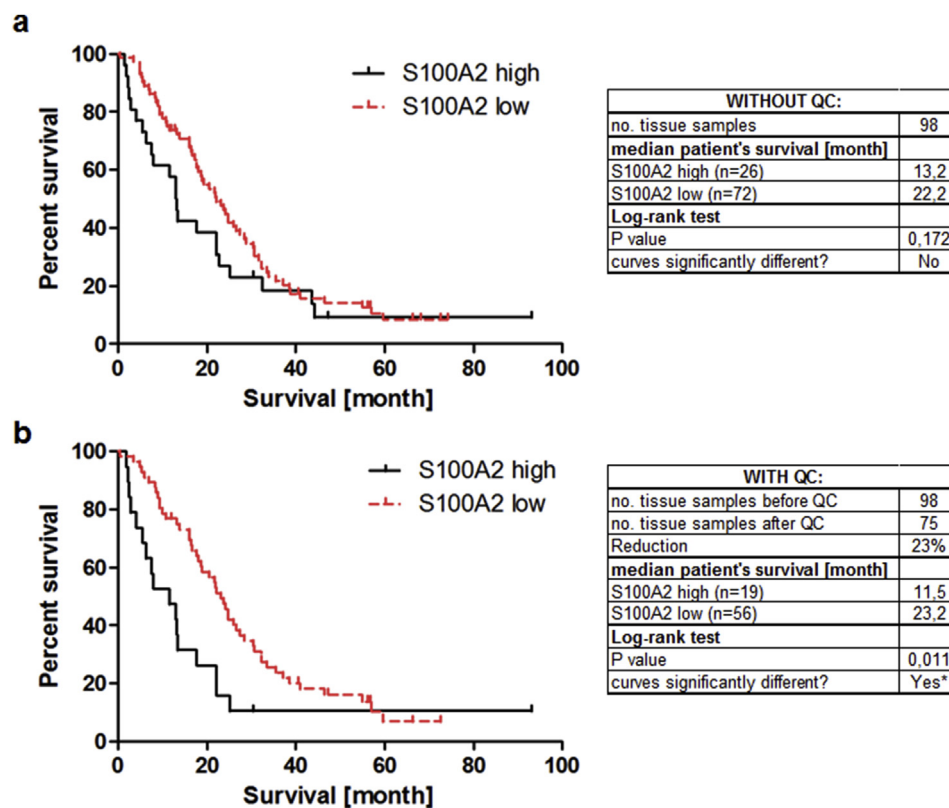 a
100
80
60
40
20
0
Percent survival
0 20 40 60 80 100
Survival [month]
S100A2 high
S100A2 low
WITHOUT QC:
no. tissue samples 98
median patient's survival [month]
S100A2 high (n=26) 13,2
S100A2 low (n=72) 22,2
Log-rank test
P value 0,172
curves significantly different? No
b
100
80
60
40
20
0
Percent survival
0 20 40 60 80 100
Survival [month]
S100A2 high
S100A2 low
WITH QC:
no. tissue samples before QC 98
no. tissue samples after QC 75
Reduction 23%
median patient's survival [month]
S100A2 high (n=19) 11,5
S100A2 low (n=56) 23,2
Log-rank test
P value 0,011
curves significantly different? Yes*